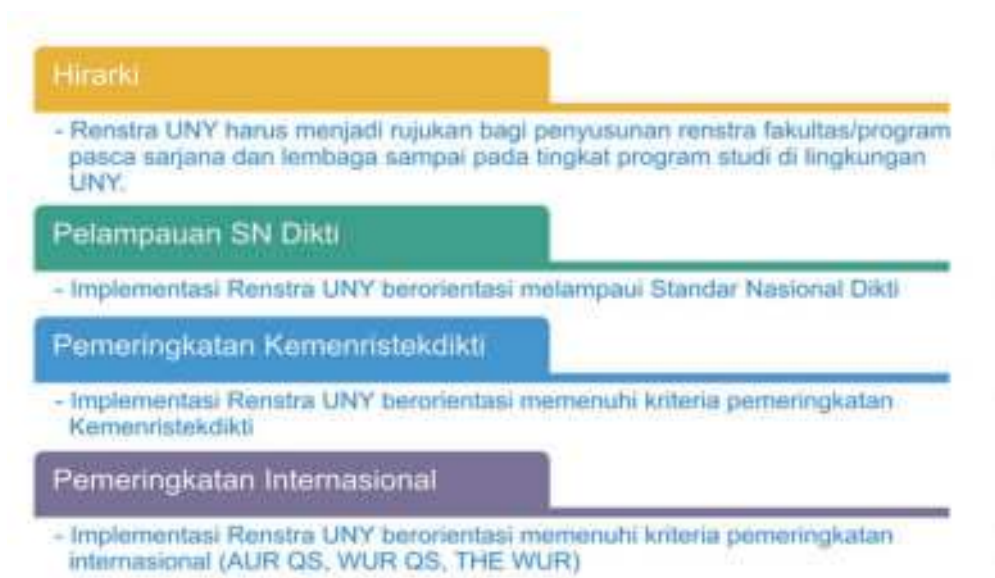 Hirarki
- Renstra UNY harus menjadi rujukan bagi penyusunan renstra fakultas/program
pasca sarjana dan lembaga sampai pada tingkat program studi di lingkungan
UNY.
Pelampauan SN Dikti
- Implementasi Renstra UNY berorientasi melampaui Standar Nasional Dikti
Pemeringkatan Kemenristekdikti
- Implementasi Renstra UNY berorientasi memenuhi kriteria pemeringkatan
Kemenristekdikti
Pemeringkatan Internasional
- Implementasi Renstra UNY berorientasi memenuhi kriteria pemeringkatan
internasional (AUR QS, WUR QS, THE WUR)